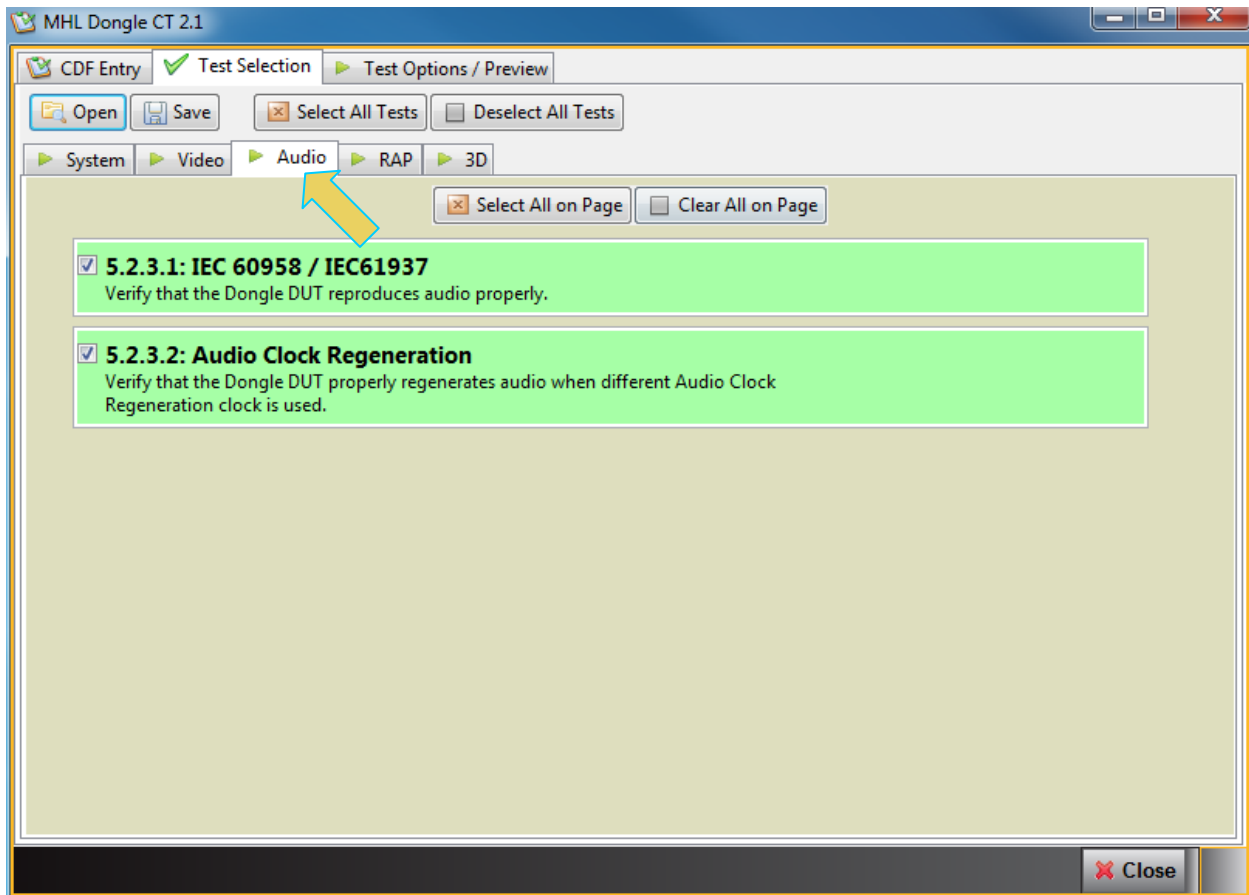 MHL Dongle CT 2.1
CDF Entry Test Selection Test Options / Preview
Open Save Select All Tests Deselect All Tests
System Video Audio RAP 3D
Select All on Page Clear All on Page
5.2.3.1: IEC 60958 / IEC61937
Verify that the Dongle DUT reproduces audio properly.
5.2.3.2: Audio Clock Regeneration
Verify that the Dongle DUT properly regenerates audio when different Audio Clock
Regeneration clock is used.
Close